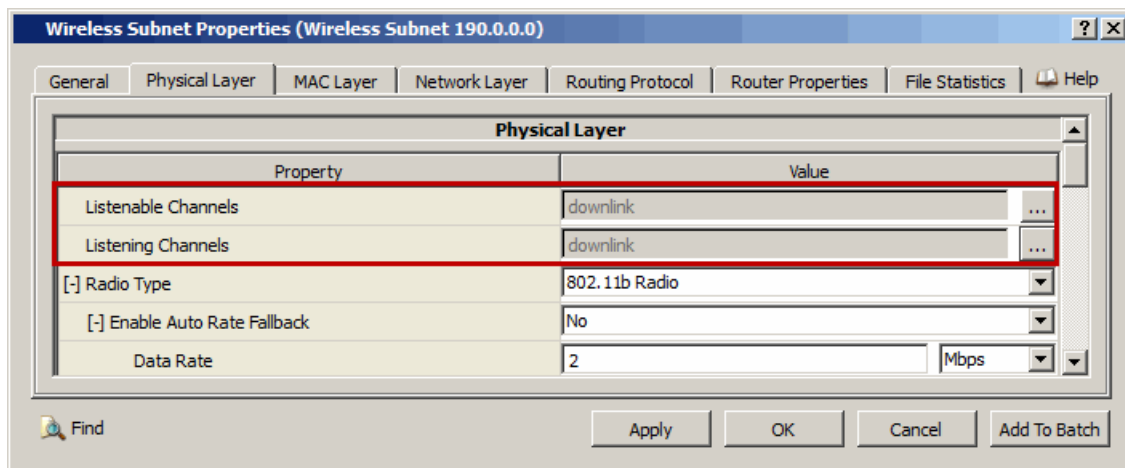 Wireless Subnet Properties (Wireless Subnet 190.0.0.0) ? X
General Physical Layer MAC Layer Network Layer Routing Protocol Router Properties File Statistics Help
Physical Layer
Property Value
Listenable Channels downlink ...
Listening Channels downlink ...
[-] Radio Type 802.11b Radio
[-] Enable Auto Rate Fallback No
Data Rate 2 Mbps
Find Apply OK Cancel Add To Batch